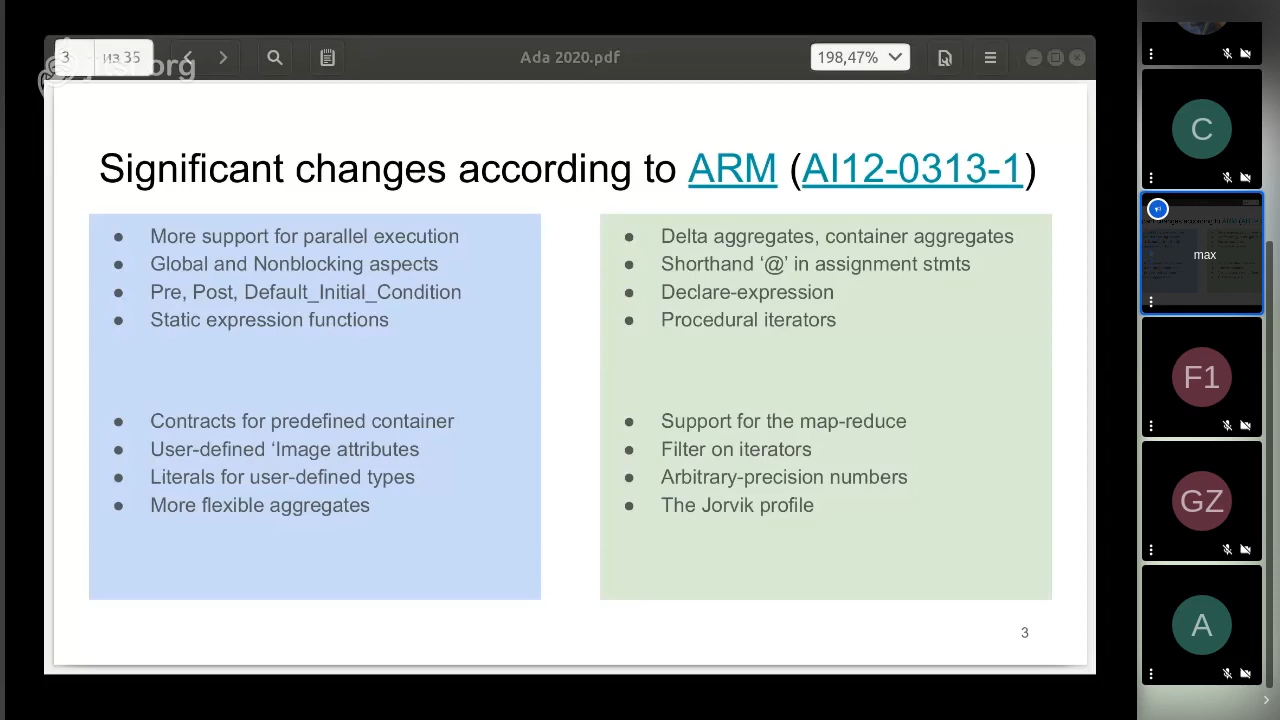 3
из 35
jitsi.org
Ada 2020.pdf
198,47%
Significant changes according to ARM (AI12-0313-1)
● More support for parallel execution
● Global and Nonblocking aspects
● Pre, Post, Default_Initial_Condition
● Static expression functions
● Contracts for predefined container
● User-defined ‘Image attributes
● Literals for user-defined types
● More flexible aggregates
● Delta aggregates, container aggregates
● Shorthand ‘@’ in assignment stmts
● Declare-expression
● Procedural iterators
● Support for the map-reduce
● Filter on iterators
● Arbitrary-precision numbers
● The Jorvik profile
3
C
max
F1
GZ
A